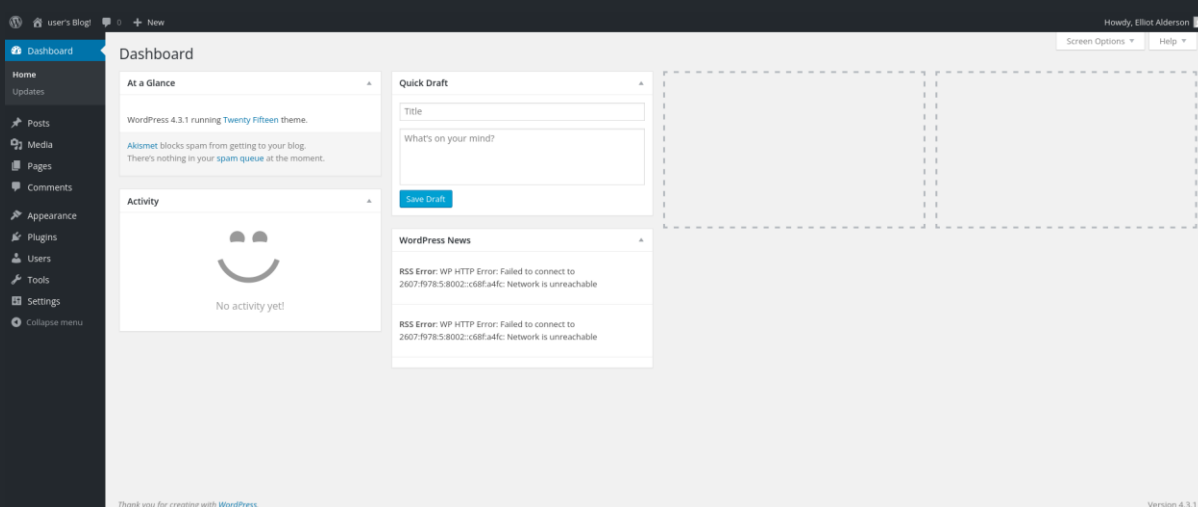 user's Blog! 0 + New
Howdy, Elliot Alderson
Screen Options ▼ Help ▼
Dashboard
Home
Updates
Posts
Media
Pages
Comments
Appearance
Plugins
Users
Tools
Settings
Collapse menu
Dashboard
At a Glance
WordPress 4.3.1 running Twenty Fifteen theme.
Akismet blocks spam from getting to your blog.
There's nothing in your spam queue at the moment.
Activity
No activity yet!
Quick Draft
Title
What's on your mind?
Save Draft
WordPress News
RSS Error: WP HTTP Error: Failed to connect to
2607:f978:5:8002::c68f:a4fc: Network is unreachable
RSS Error: WP HTTP Error: Failed to connect to
2607:f978:5:8002::c68f:a4fc: Network is unreachable
Thank you for creating with WordPress.
Version 4.3.1